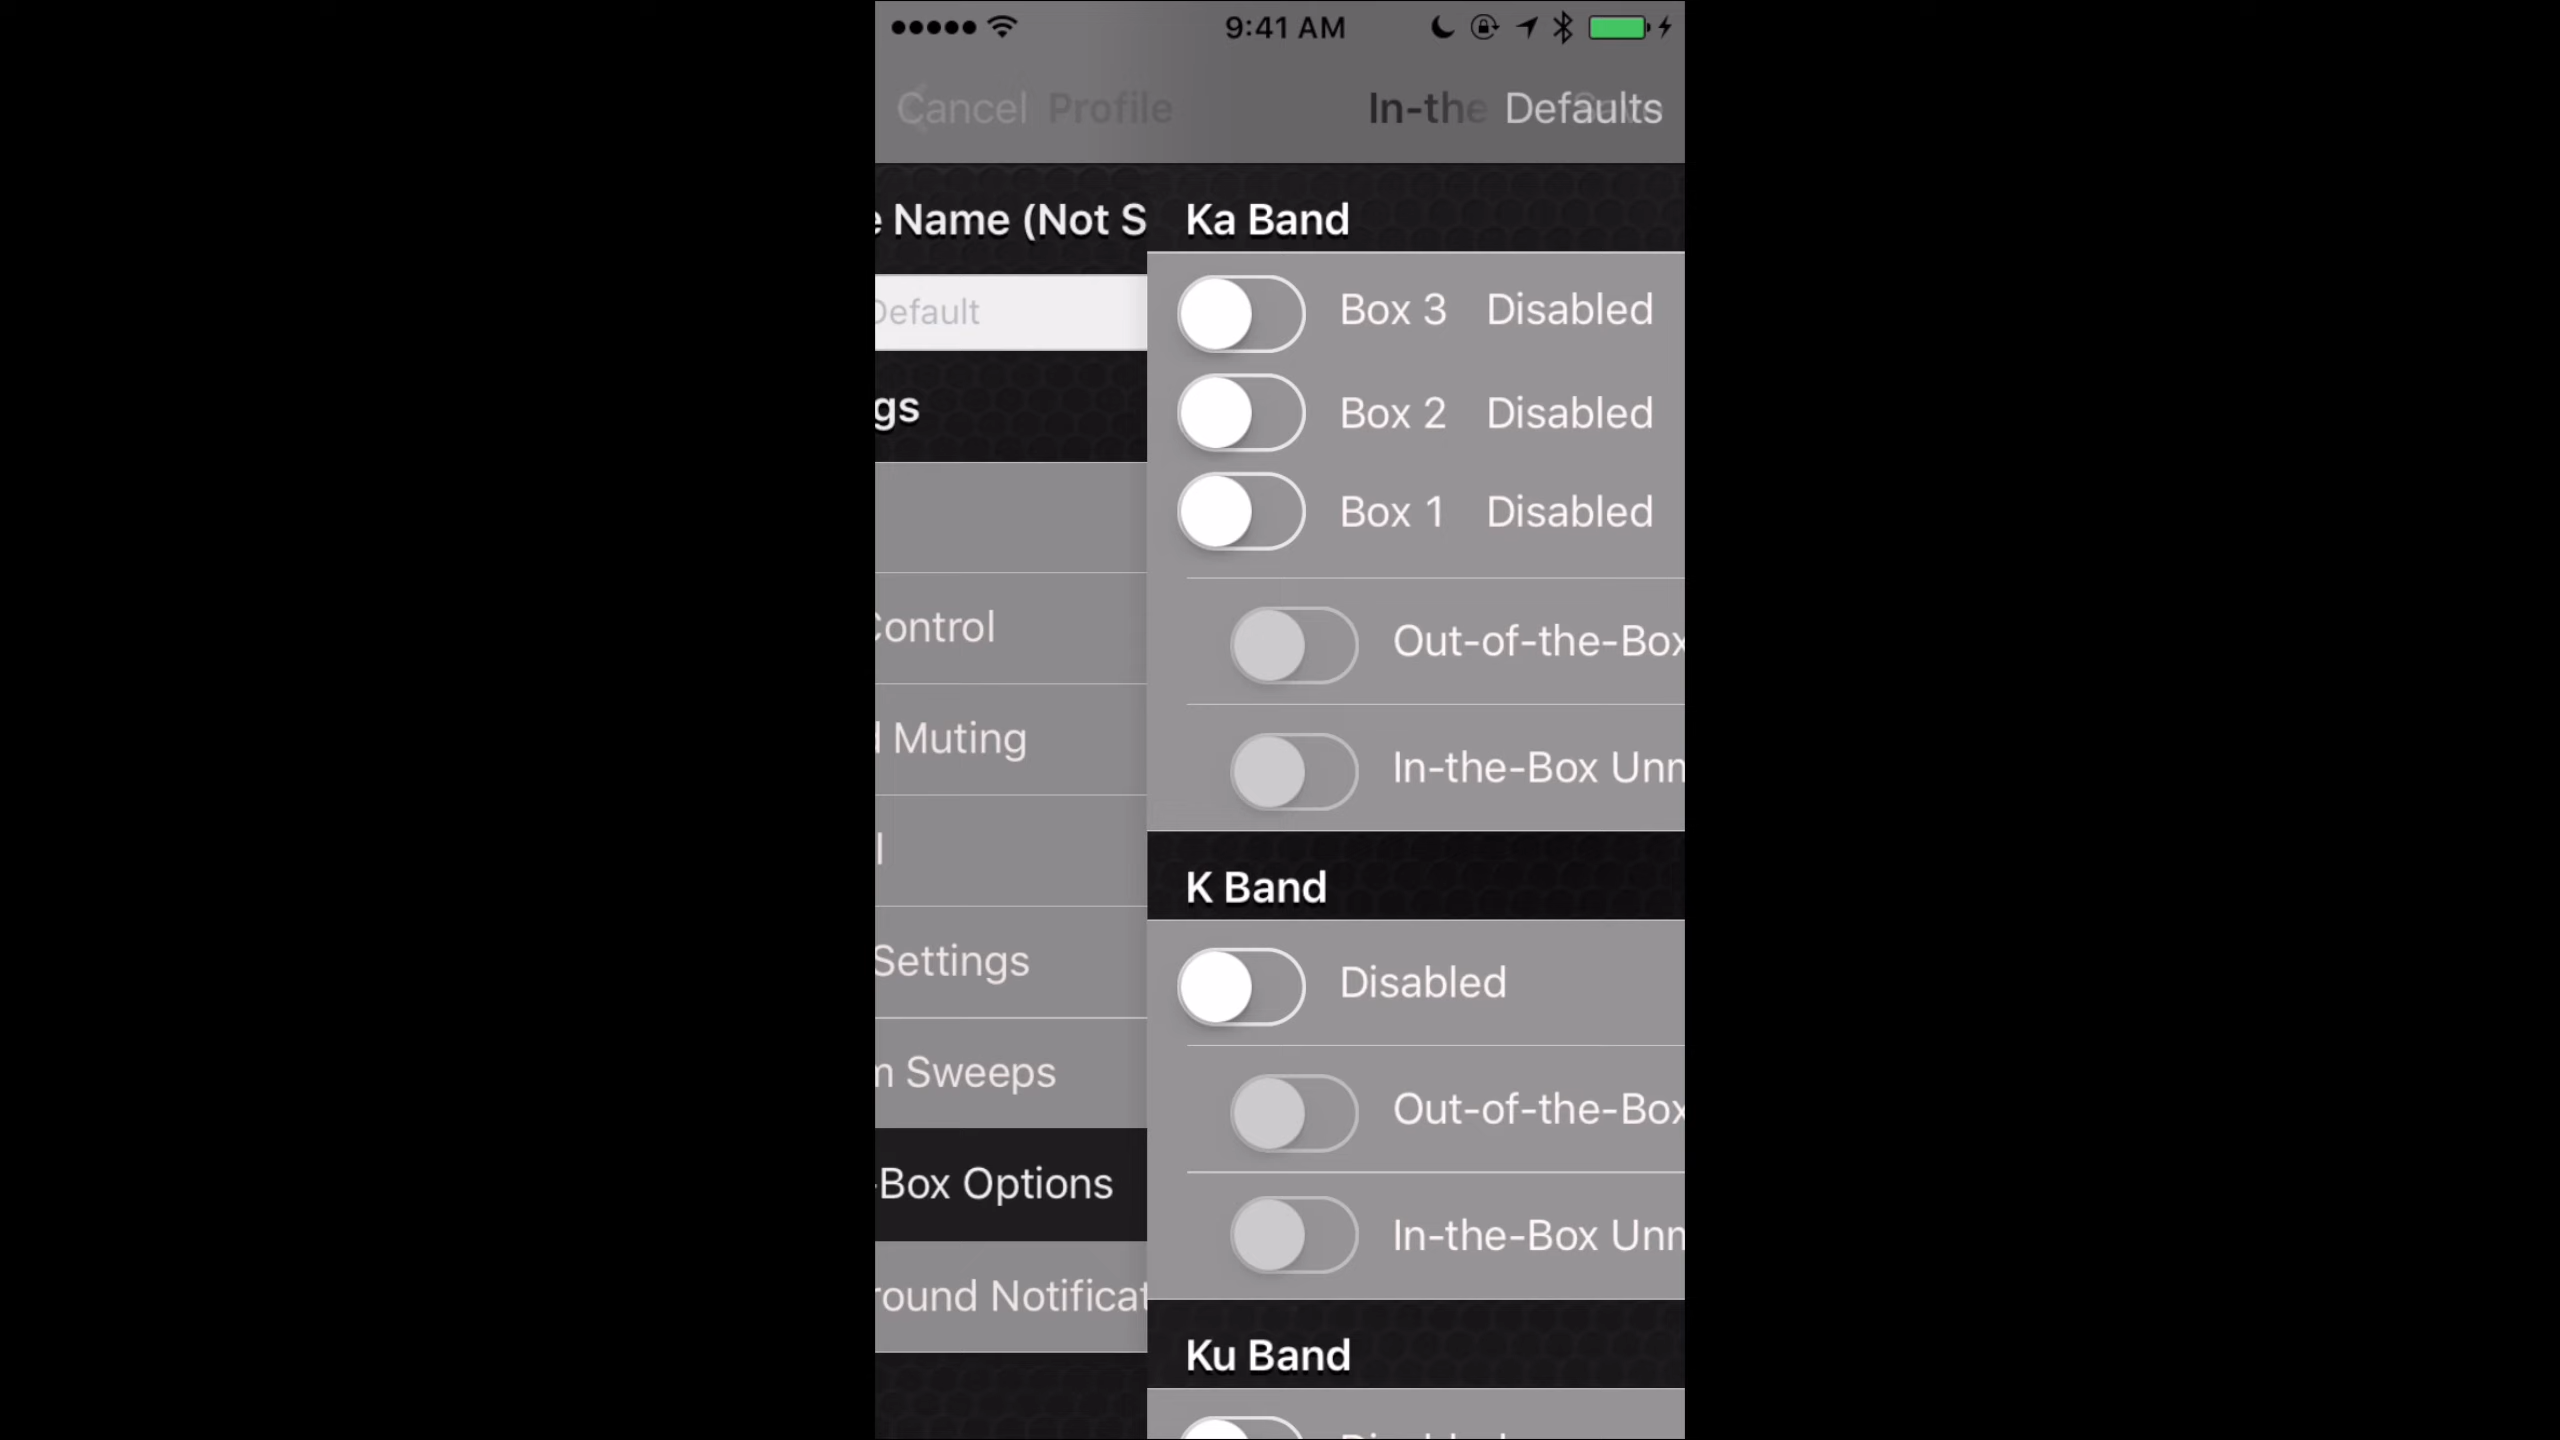 9:41 AM
Cancel Profile In-the Defaults
e Name (Not S
Default
gs
Control
d Muting
l
Settings
m Sweeps
-Box Options
round Notificat
Ka Band
Box 3 Disabled
Box 2 Disabled
Box 1 Disabled
Out-of-the-Box
In-the-Box Unm
K Band
Disabled
Out-of-the-Box
In-the-Box Unm
Ku Band